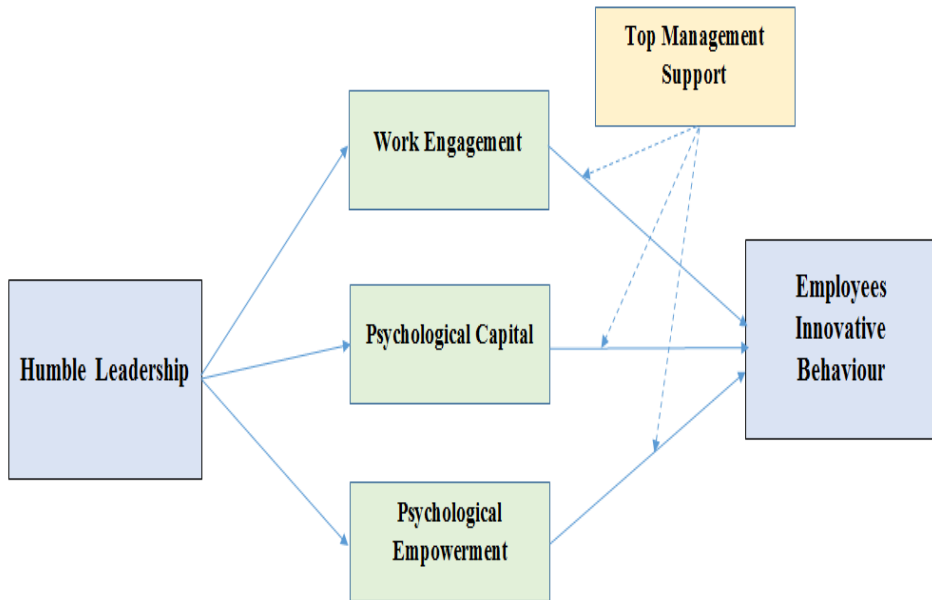 Top Management
Support
Work Engagement
Humble Leadership
Psychological Capital
Employees
Innovative
Behaviour
Psychological
Empowerment